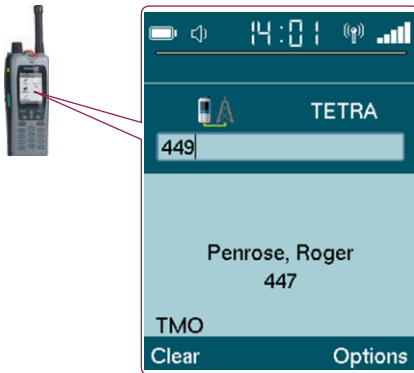 14:01
TETRA
449
Penrose, Roger
447
TMO
Clear Options